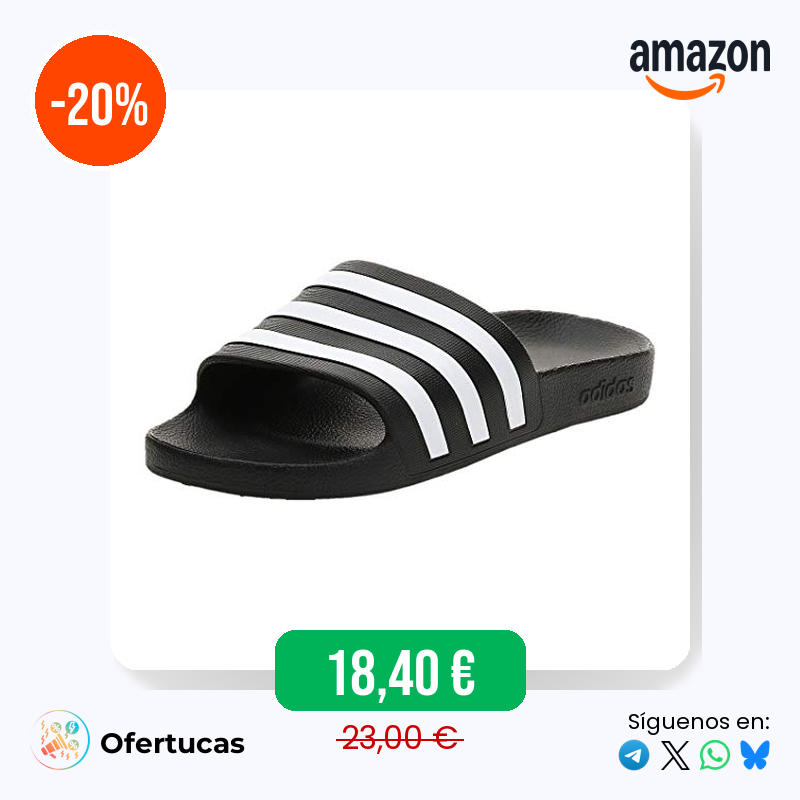 -20%
amazon
adidas
18,40 €
23,00 €
Ofertucas
Síguenos en: